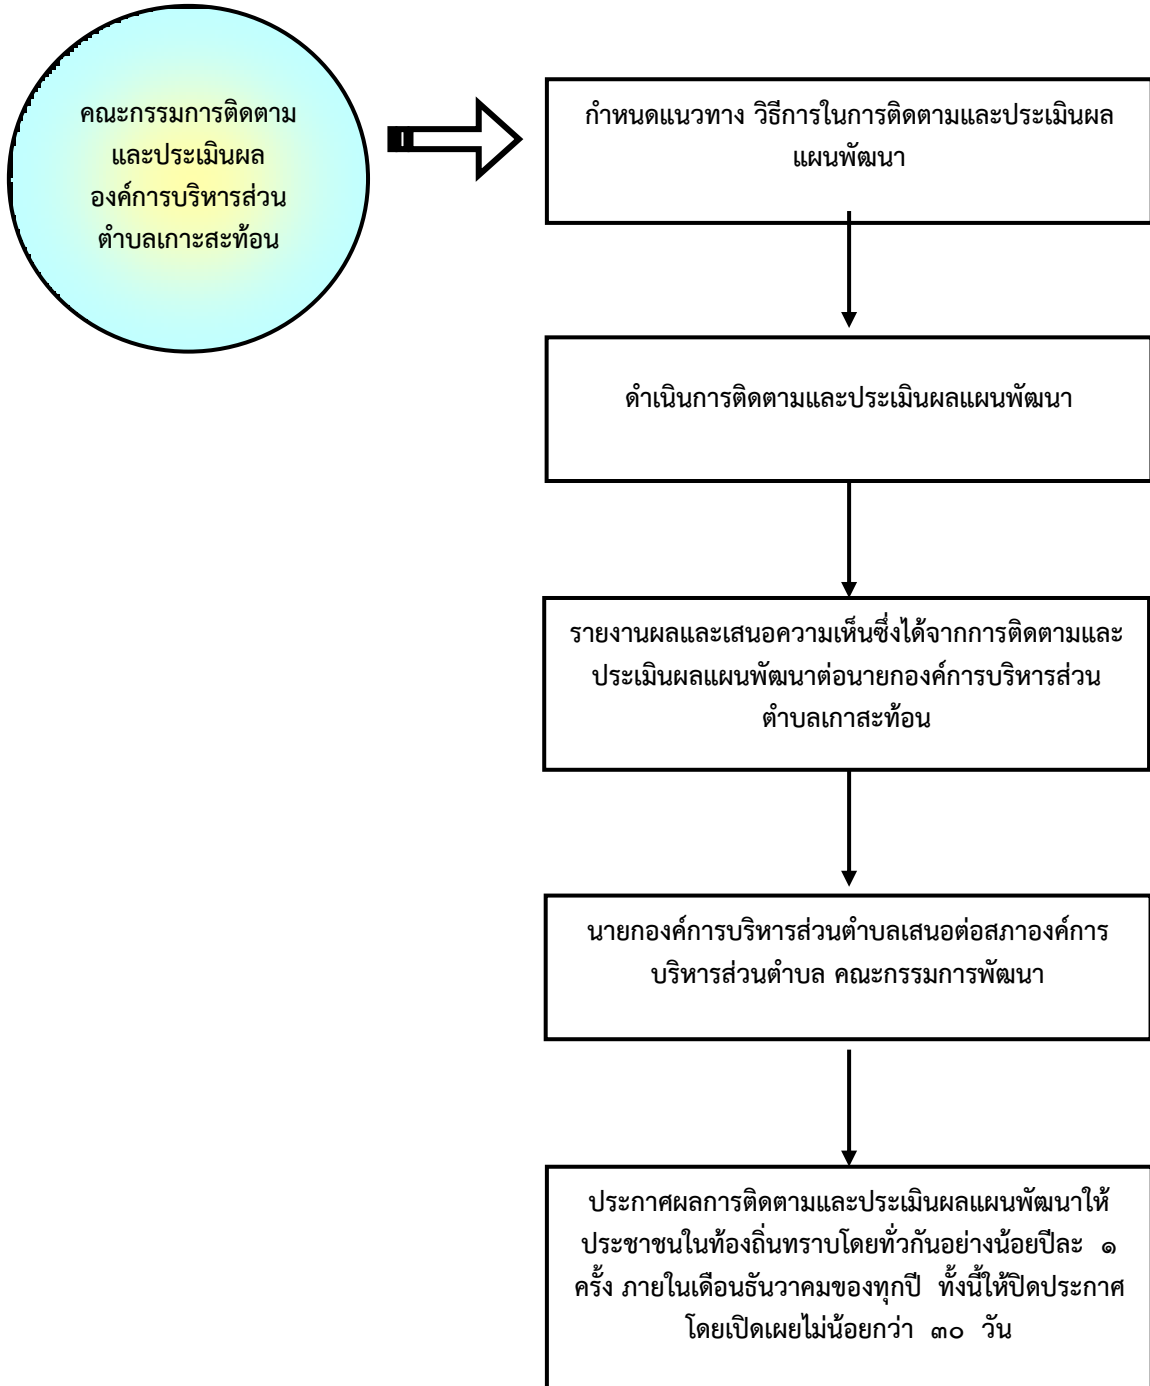 คณะกรรมการติดตาม
และประเมินผล
องค์การบริหารส่วน
ตำบลเกาะสะท้อน
กำหนดแนวทาง วิธีการในการติดตามและประเมินผล
แผนพัฒนา
ดำเนินการติดตามและประเมินผลแผนพัฒนา
รายงานผลและเสนอความเห็นซึ่งได้จากการติดตามและ
ประเมินผลแผนพัฒนาต่อนายกองค์การบริหารส่วน
ตำบลเกาสะท้อน
นายกองค์การบริหารส่วนตำบลเสนอต่อสภาองค์การ
บริหารส่วนตำบล คณะกรรมการพัฒนา
ประกาศผลการติดตามและประเมินผลแผนพัฒนาให้
ประชาชนในท้องถิ่นทราบโดยทั่วกันอย่างน้อยปีละ ๑
ครั้ง ภายในเดือนธันวาคมของทุกปี ทั้งนี้ให้ปิดประกาศ
โดยเปิดเผยไม่น้อยกว่า ๓๐ วัน